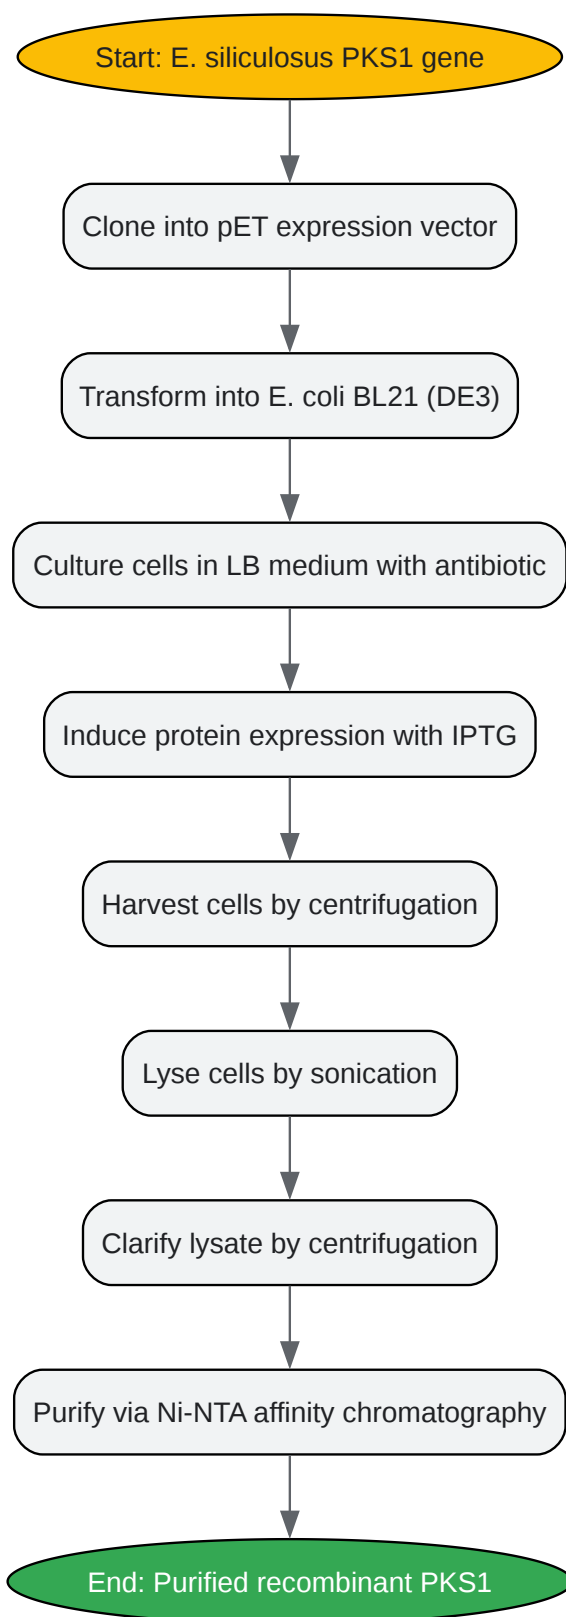 Start: E. siliculosus PKS1 gene
Clone into pET expression vector
Transform into E. coli BL21 (DE3)
Culture cells in LB medium with antibiotic
Induce protein expression with IPTG
Harvest cells by centrifugation
Lyse cells by sonication
Clarify lysate by centrifugation
Purify via Ni-NTA affinity chromatography
End: Purified recombinant PKS1